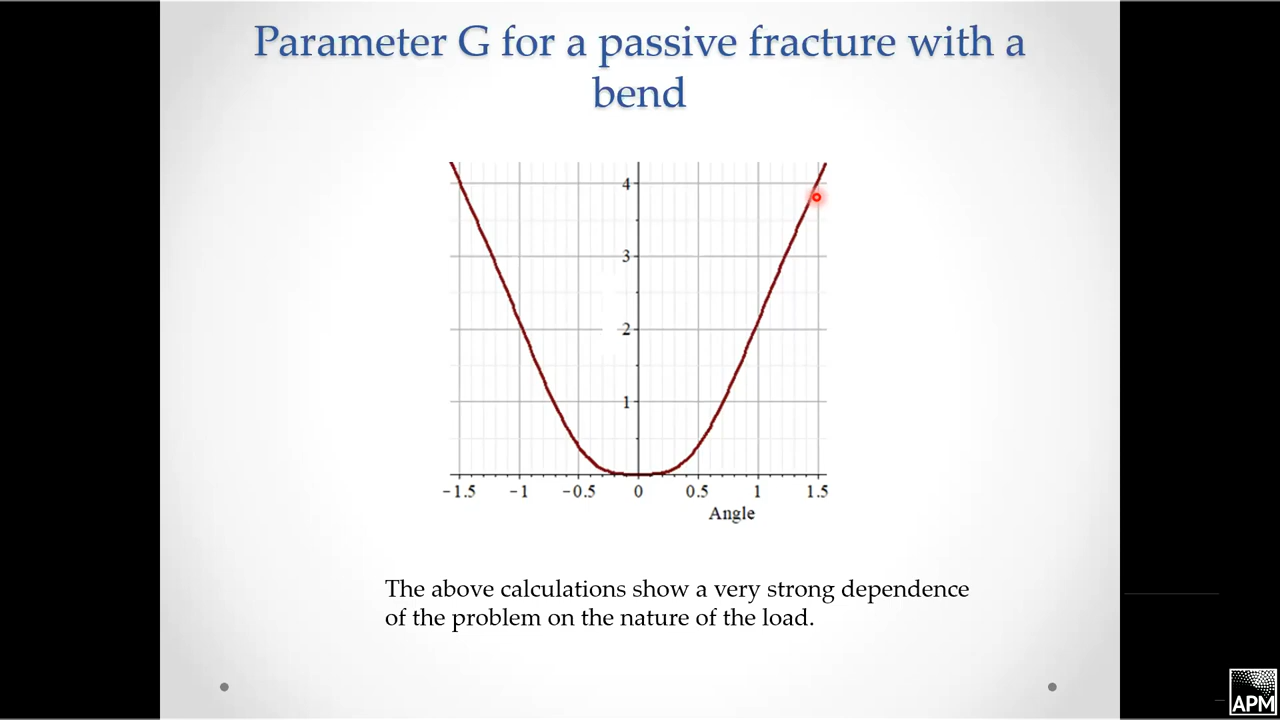 Parameter G for a passive fracture with a
bend
4
3
2
1
-1.5 -1 -0.5 0 0.5 1 1.5
Angle
The above calculations show a very strong dependence
of the problem on the nature of the load.
APM